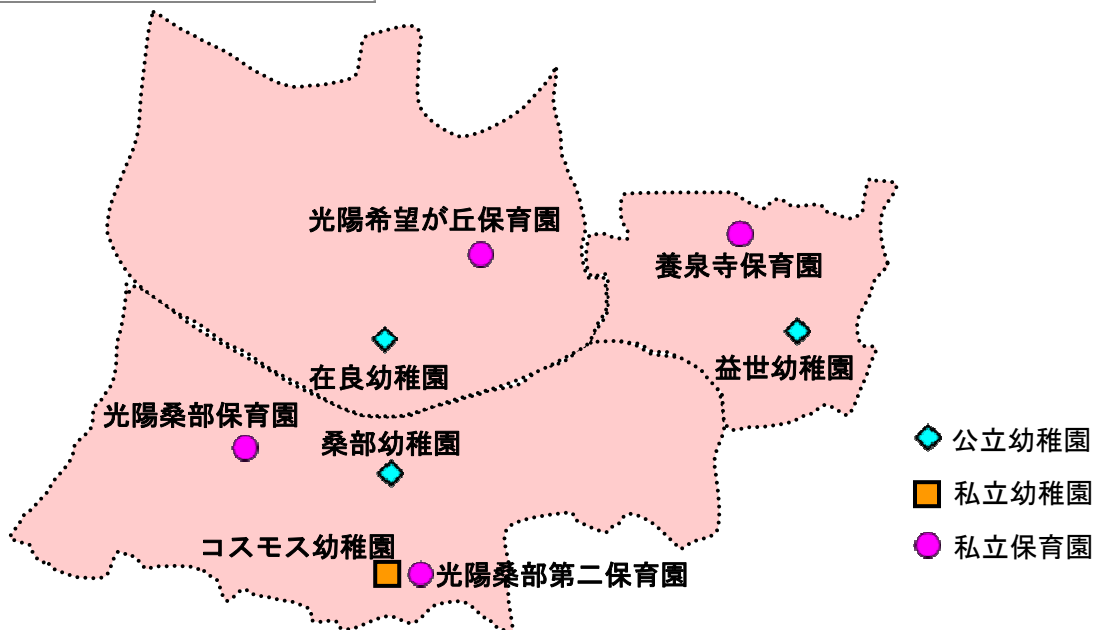 光陽希望が丘保育園
養泉寺保育園
益世幼稚園
在良幼稚園
光陽桑部保育園
桑部幼稚園
コスモス幼稚園
光陽桑部第二保育園
公立幼稚園
私立幼稚園
私立保育園